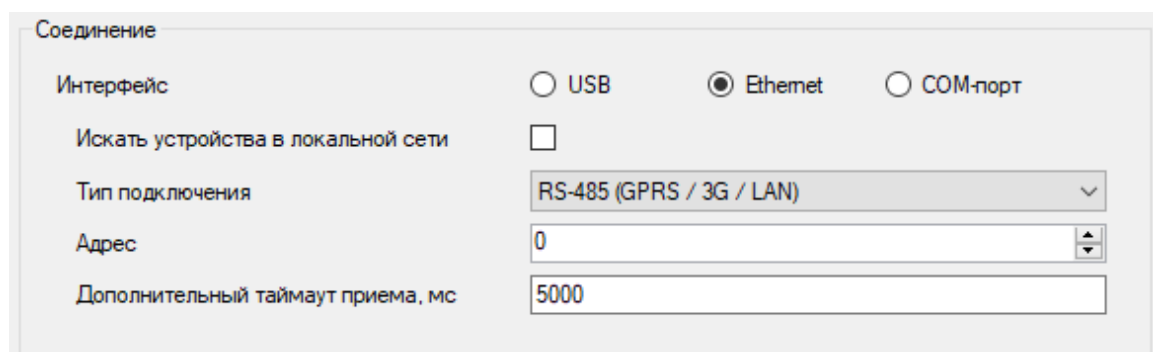 Соединение
Интерфейс USB Ethernet COM-порт
Искать устройства в локальной сети
Тип подключения RS-485 (GPRS / 3G / LAN)
Адрес 0
Дополнительный таймаут приема, мс 5000